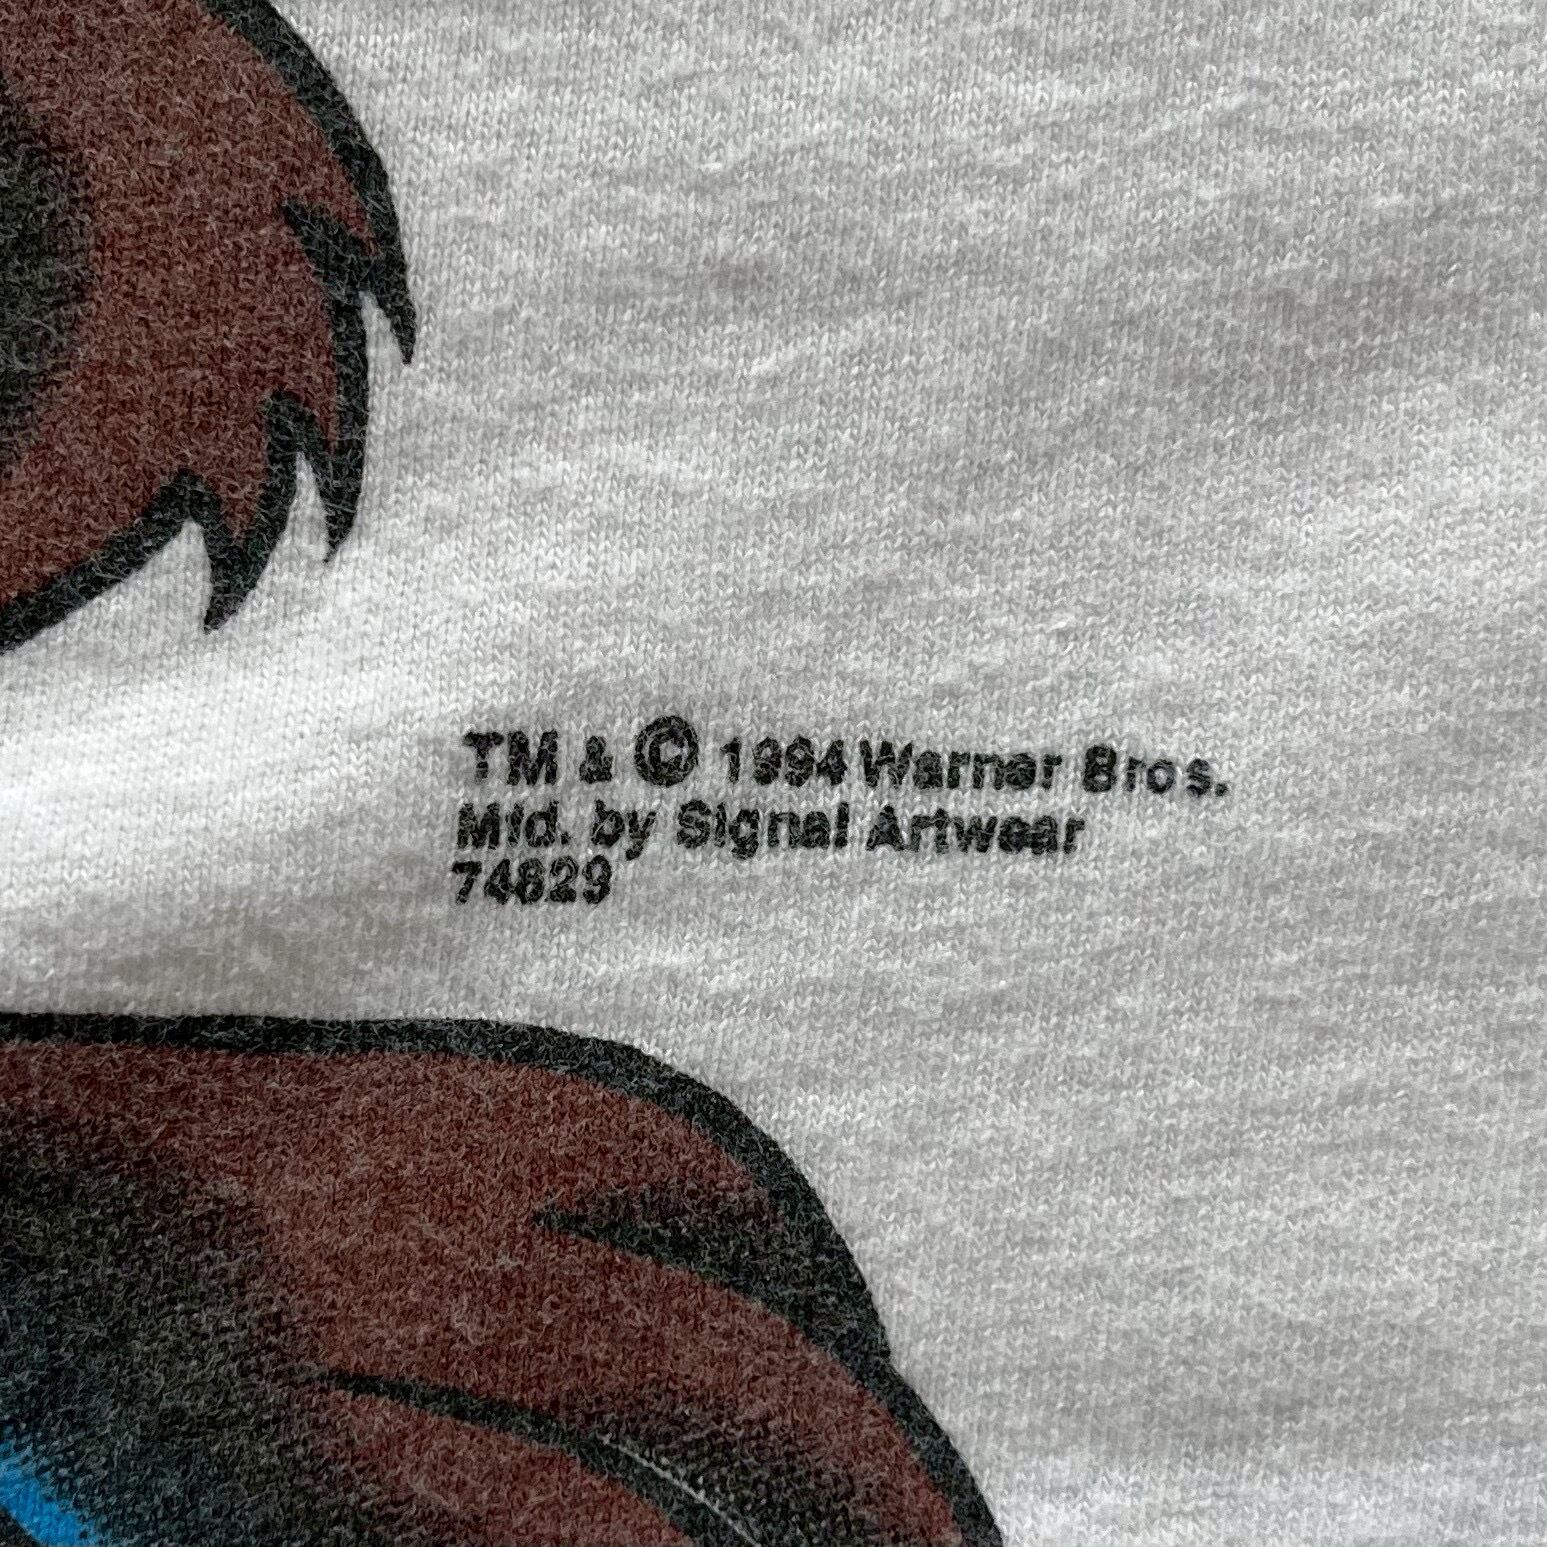 TM & © 1994 Warner Bros.
Mfd. by Signal Artwear
74829